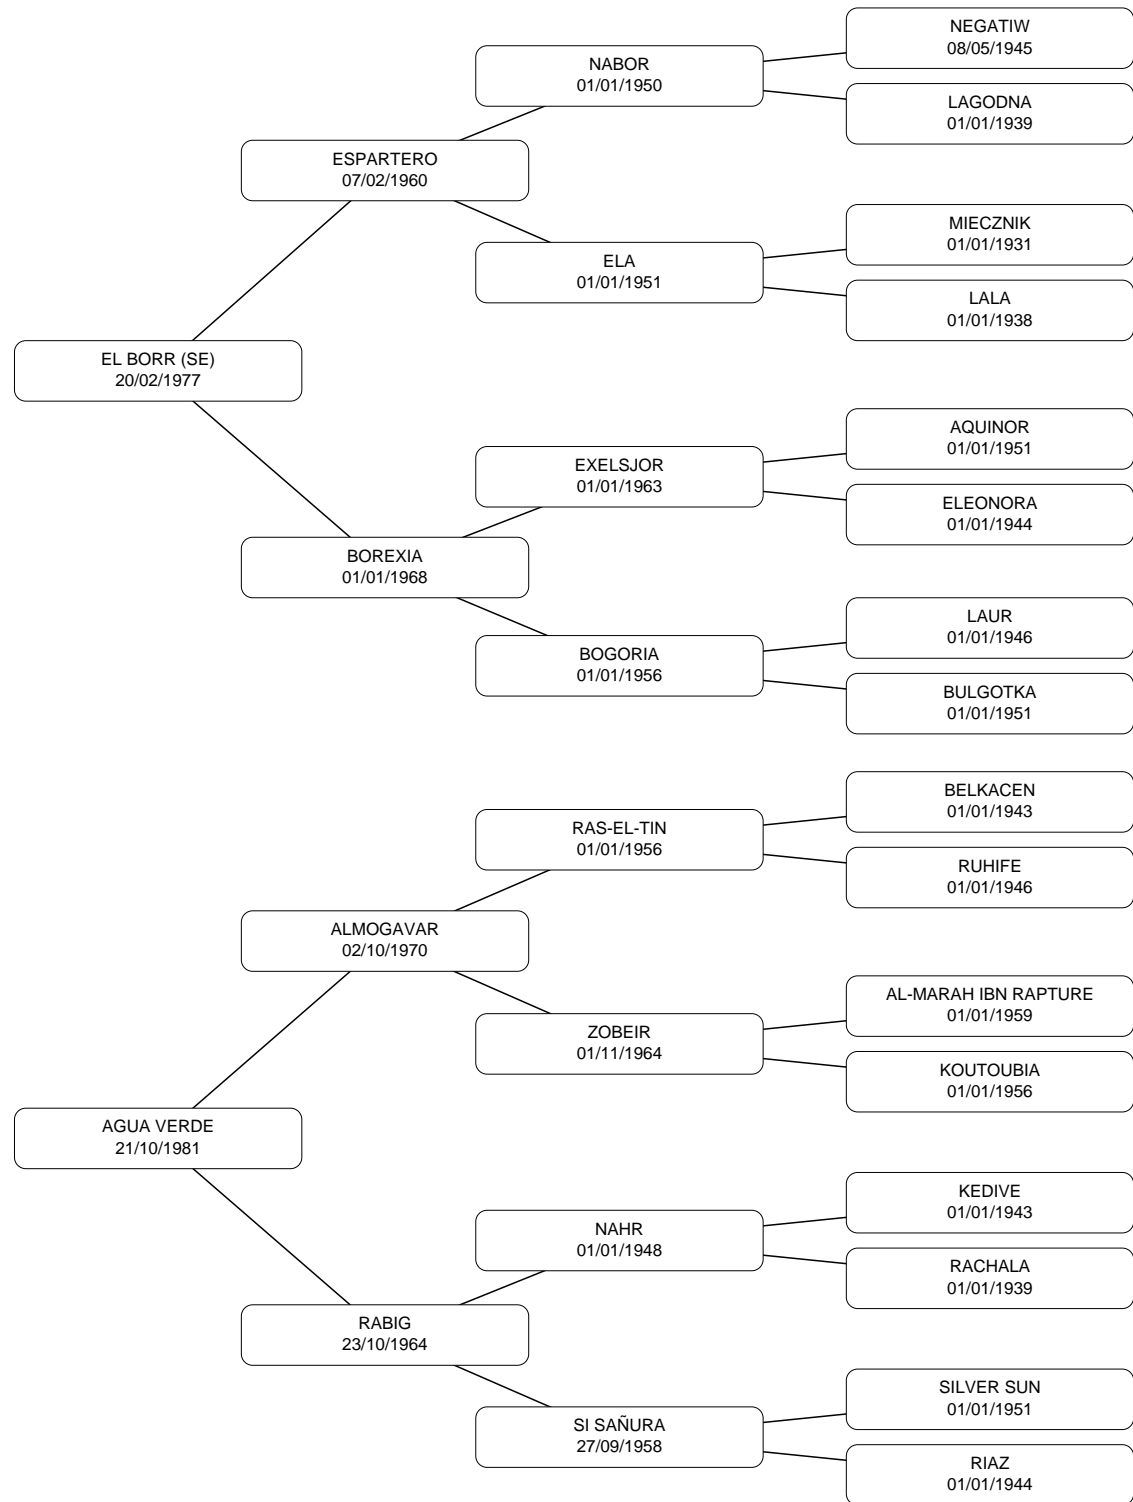 NEGATIW
08/05/1945
NABOR
01/01/1950
LAGODNA
01/01/1939
ESPARTERO
07/02/1960
MIECZNIK
01/01/1931
ELA
01/01/1951
LALA
01/01/1938
EL BORR (SE)
20/02/1977
AQUINOR
01/01/1951
EXELSJOR
01/01/1963
ELEONORA
01/01/1944
BOREXIA
01/01/1968
LAUR
01/01/1946
BOGORIA
01/01/1956
BULGOTKA
01/01/1951
BELKACEN
01/01/1943
RAS-EL-TIN
01/01/1956
RUHIFE
01/01/1946
ALMOGAVAR
02/10/1970
AL-MARAH IBN RAPTURE
01/01/1959
ZOBEIR
01/11/1964
KOUTOUBIA
01/01/1956
AGUA VERDE
21/10/1981
KEDIVE
01/01/1943
NAHR
01/01/1948
RACHALA
01/01/1939
RABIG
23/10/1964
SILVER SUN
01/01/1951
SI SAÑURA
27/09/1958
RIAZ
01/01/1944